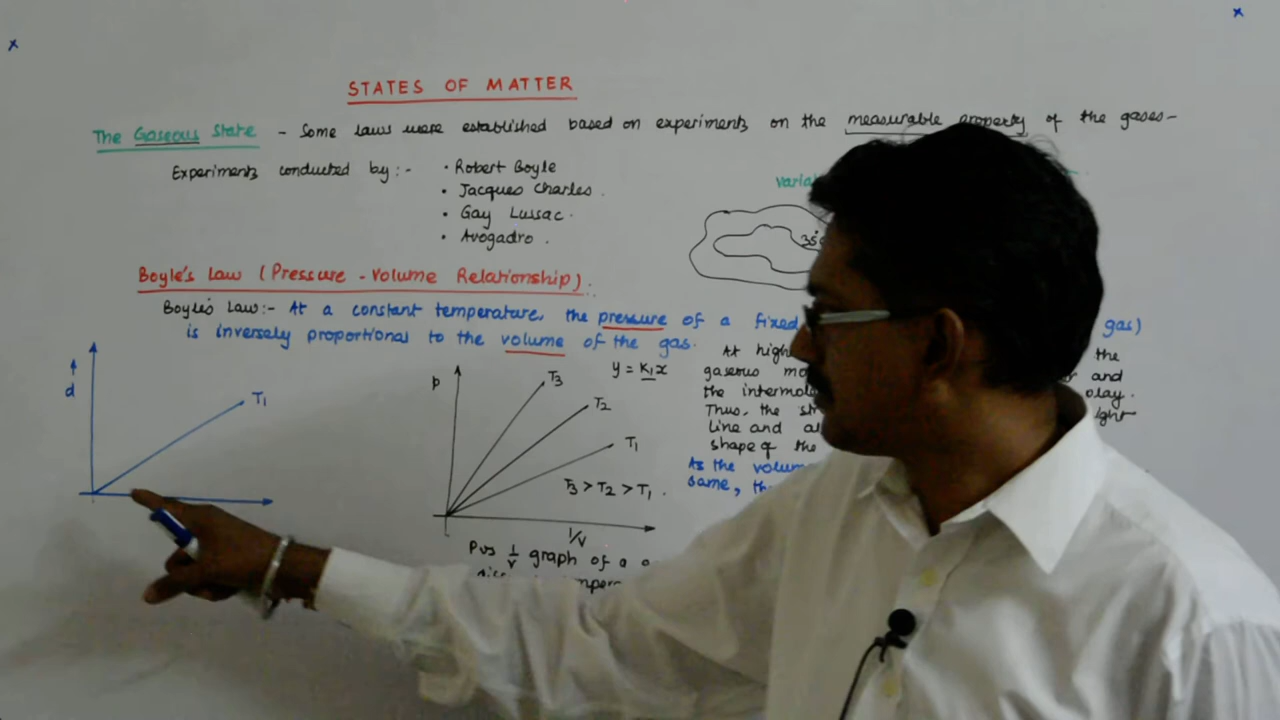 STATES OF MATTER
The Gaseous State - Some laws were established based on experiments on the measurable property of the gases-
Experiments conducted by:-
• Robert Boyle
• Jacques Charles.
• Gay Lussac.
• Avogadro.
Boyle's Law (Pressure-Volume Relationship).
Boyle's Law:- At a constant temperature, the pressure of a fixed gas)
is inversely proportional to the volume of the gas.
d
T1
p
T3
T2
T1
T3 > T2 > T1.
1/V
y = K1x
At high the
gaseous and
the play.
Thus, the
line and
shape of the
As the
same,
P vs 1/V graph of a